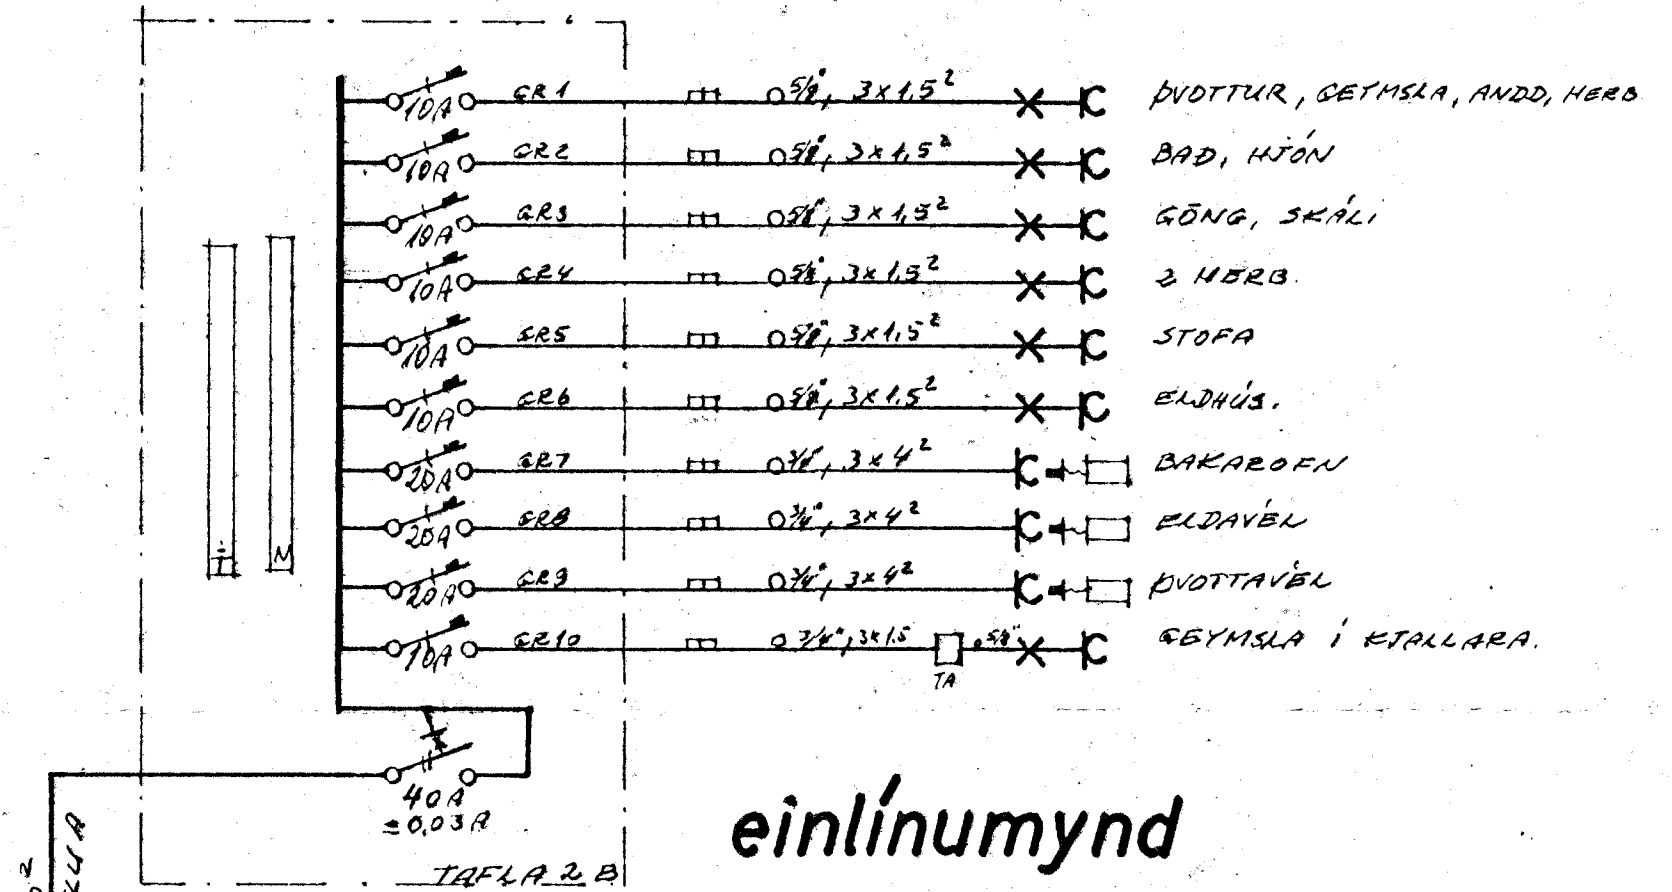 10A GR1 5/8", 3x1,5² ÞVOTTUR, GEYMSLA, ANDD, HERB
10A GR2 5/8", 3x1,5² BAÐ, HJÓN
10A GR3 5/8", 3x1,5² GÖNG, SKÁLI
10A GR4 5/8", 3x1,5² 2 HERB.
10A GR5 5/8", 3x1,5² STOFA
10A GR6 5/8", 3x1,5² ELDHÚS.
20A GR7 3/4", 3x4² BAKAROFN
20A GR8 3/4", 3x4² ELDAVÉL
20A GR9 3/4", 3x4² ÞVOTTAVÉL
10A GR10 3/4", 3x1.5 5/8" GEYMSLA Í KJALLARA.
TA
N
40A
≤0,03A
TAFLA 2B
einlínumynd